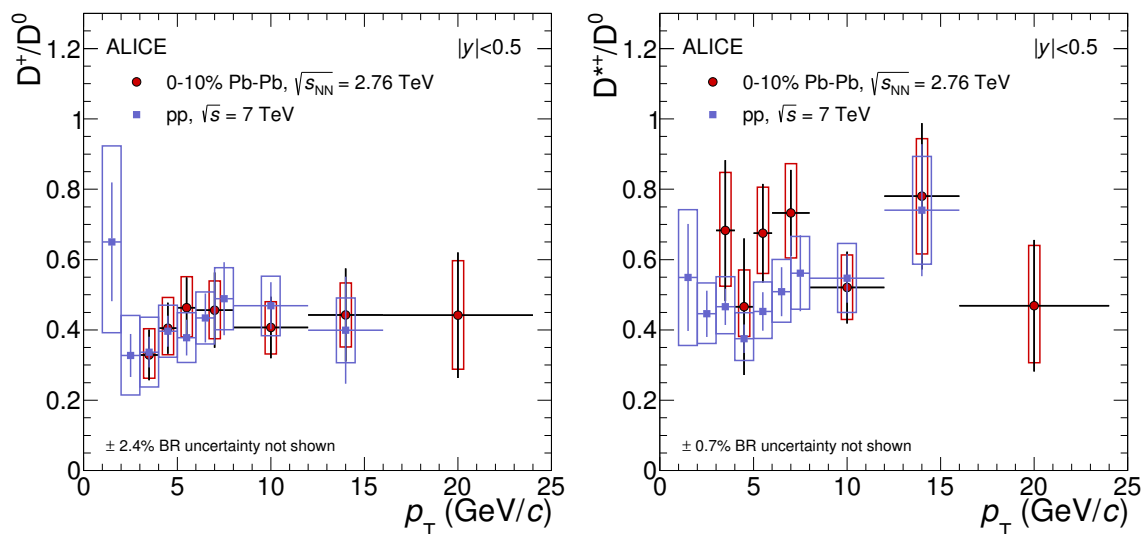 D⁺/D⁰
ALICE
|y|<0.5
0-10% Pb-Pb, √s_NN = 2.76 TeV
pp, √s = 7 TeV
± 2.4% BR uncertainty not shown
0
0.2
0.4
0.6
0.8
1
1.2
0 5 10 15 20 25
p_T (GeV/c)
D*⁺/D⁰
ALICE
|y|<0.5
0-10% Pb-Pb, √s_NN = 2.76 TeV
pp, √s = 7 TeV
± 0.7% BR uncertainty not shown
0
0.2
0.4
0.6
0.8
1
1.2
0 5 10 15 20 25
p_T (GeV/c)